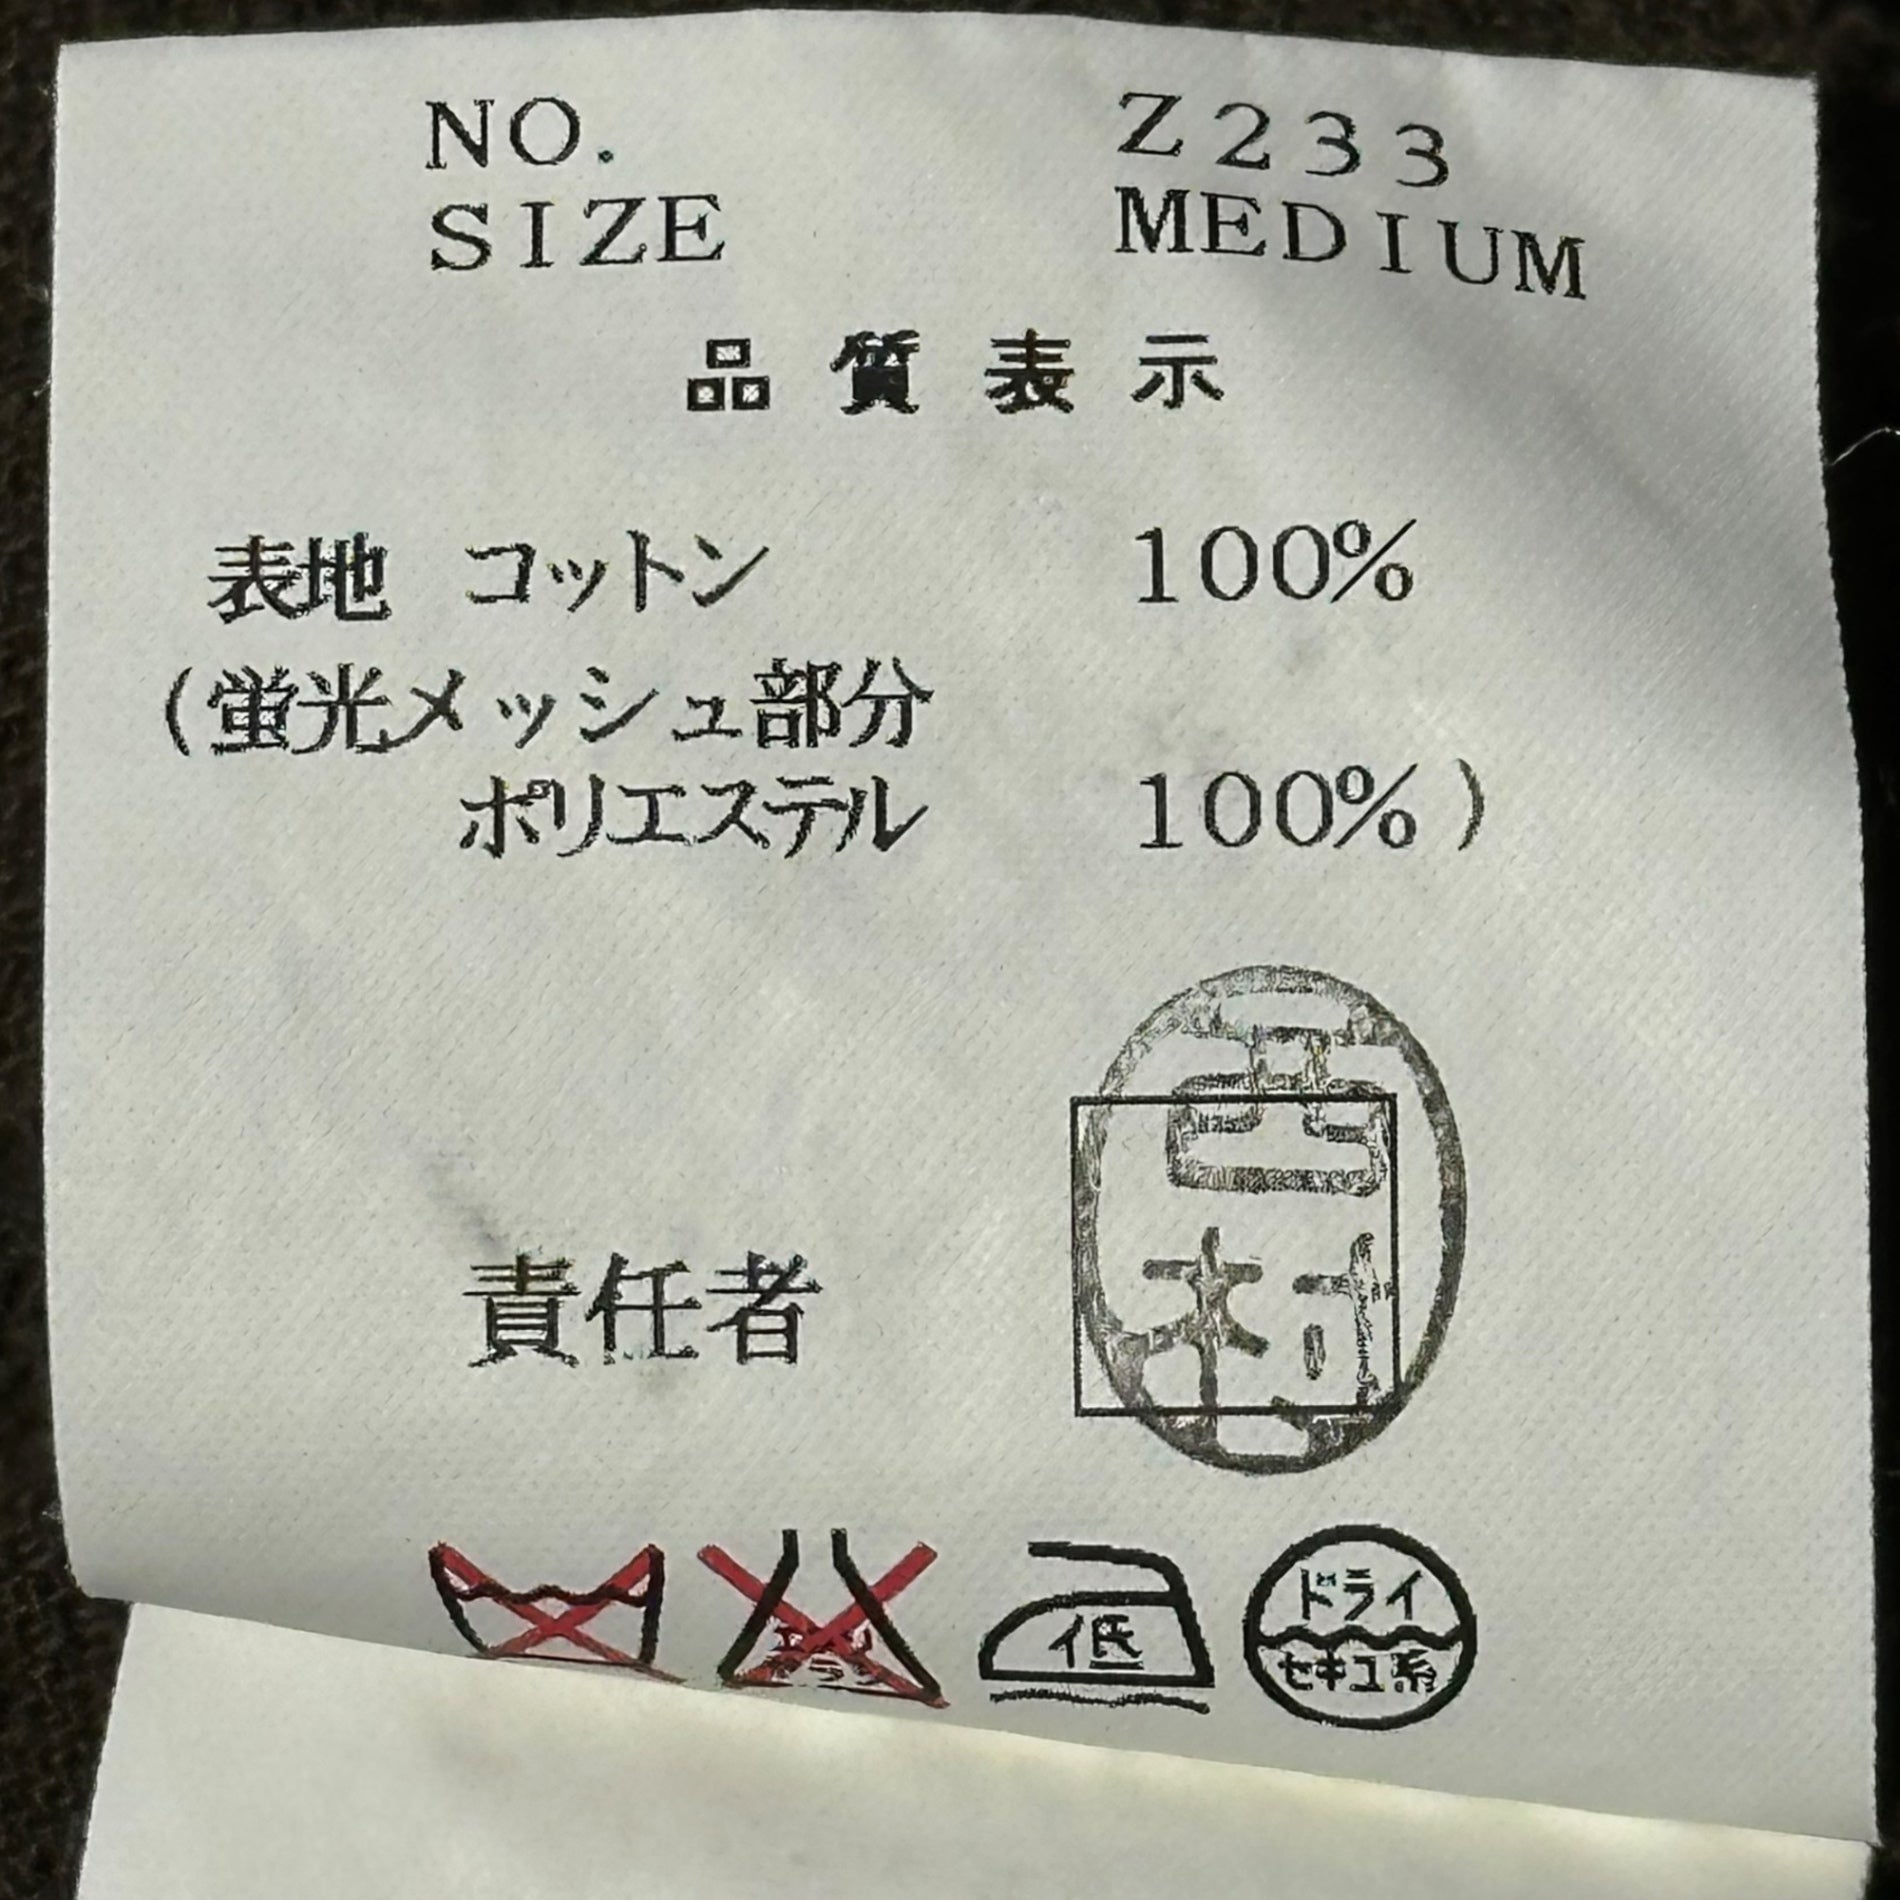 NO. Z233
SIZE MEDIUM
品質表示
表地 コットン 100%
(蛍光メッシュ部分
ポリエステル 100%)
責任者
低 ドライ
セキユ系